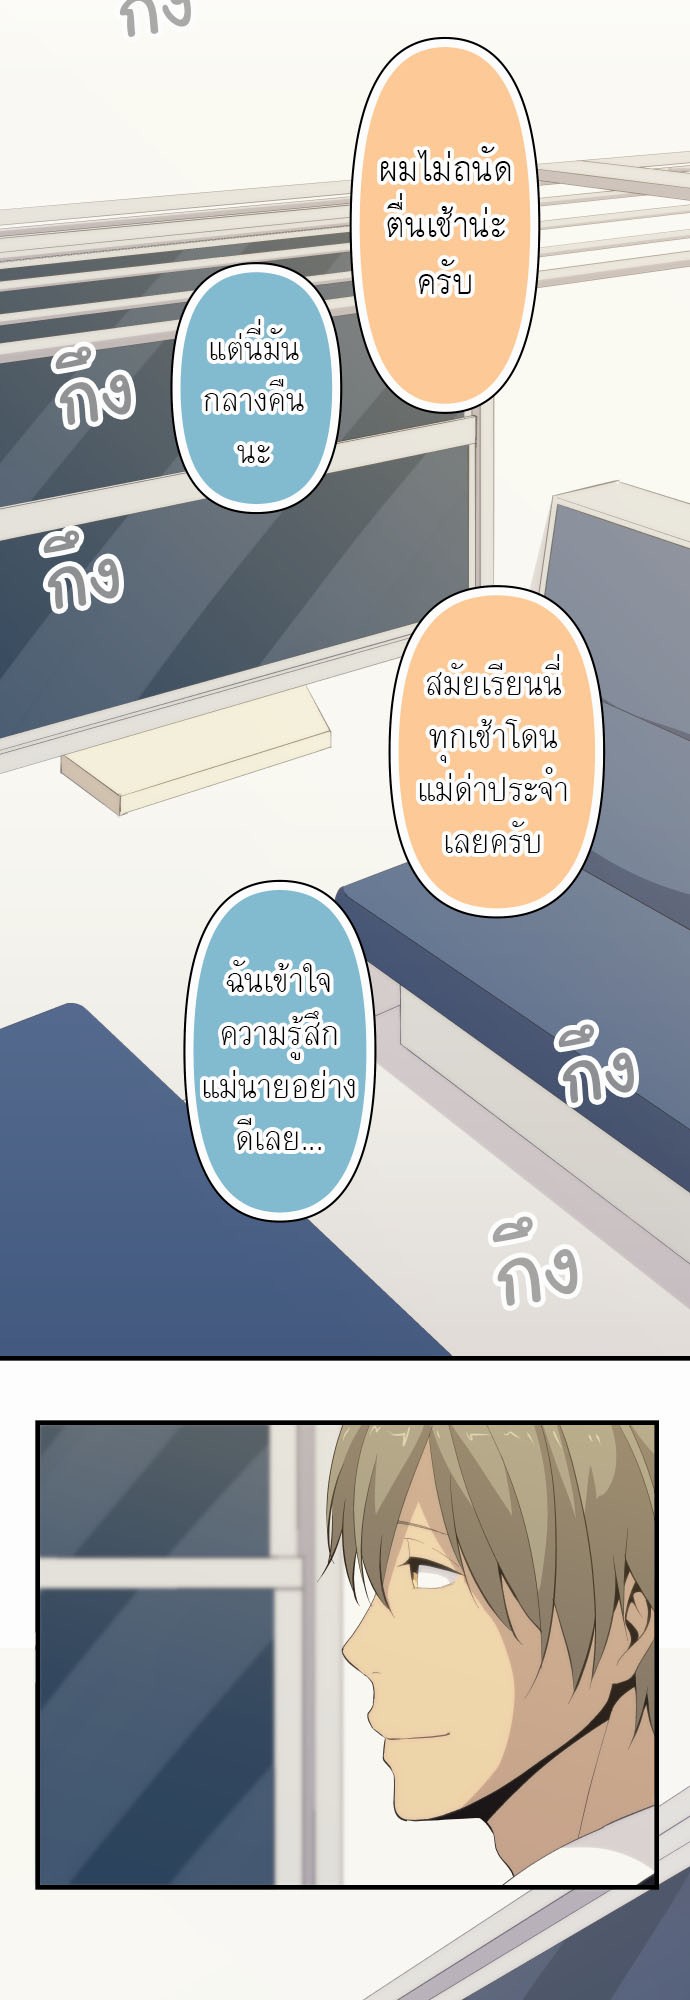 กึง
ผมไม่ถนัด
ตื่นเช้าน่ะ
ครับ
แต่นี่มัน
กลางคืน
นะ
กึง
กึง
สมัยเรียนนี่
ทุกเช้าโดน
แม่ด่าประจำ
เลยครับ
ฉันเข้าใจ
ความรู้สึก
แม่นายอย่าง
ดีเลย...
กึง
กึง